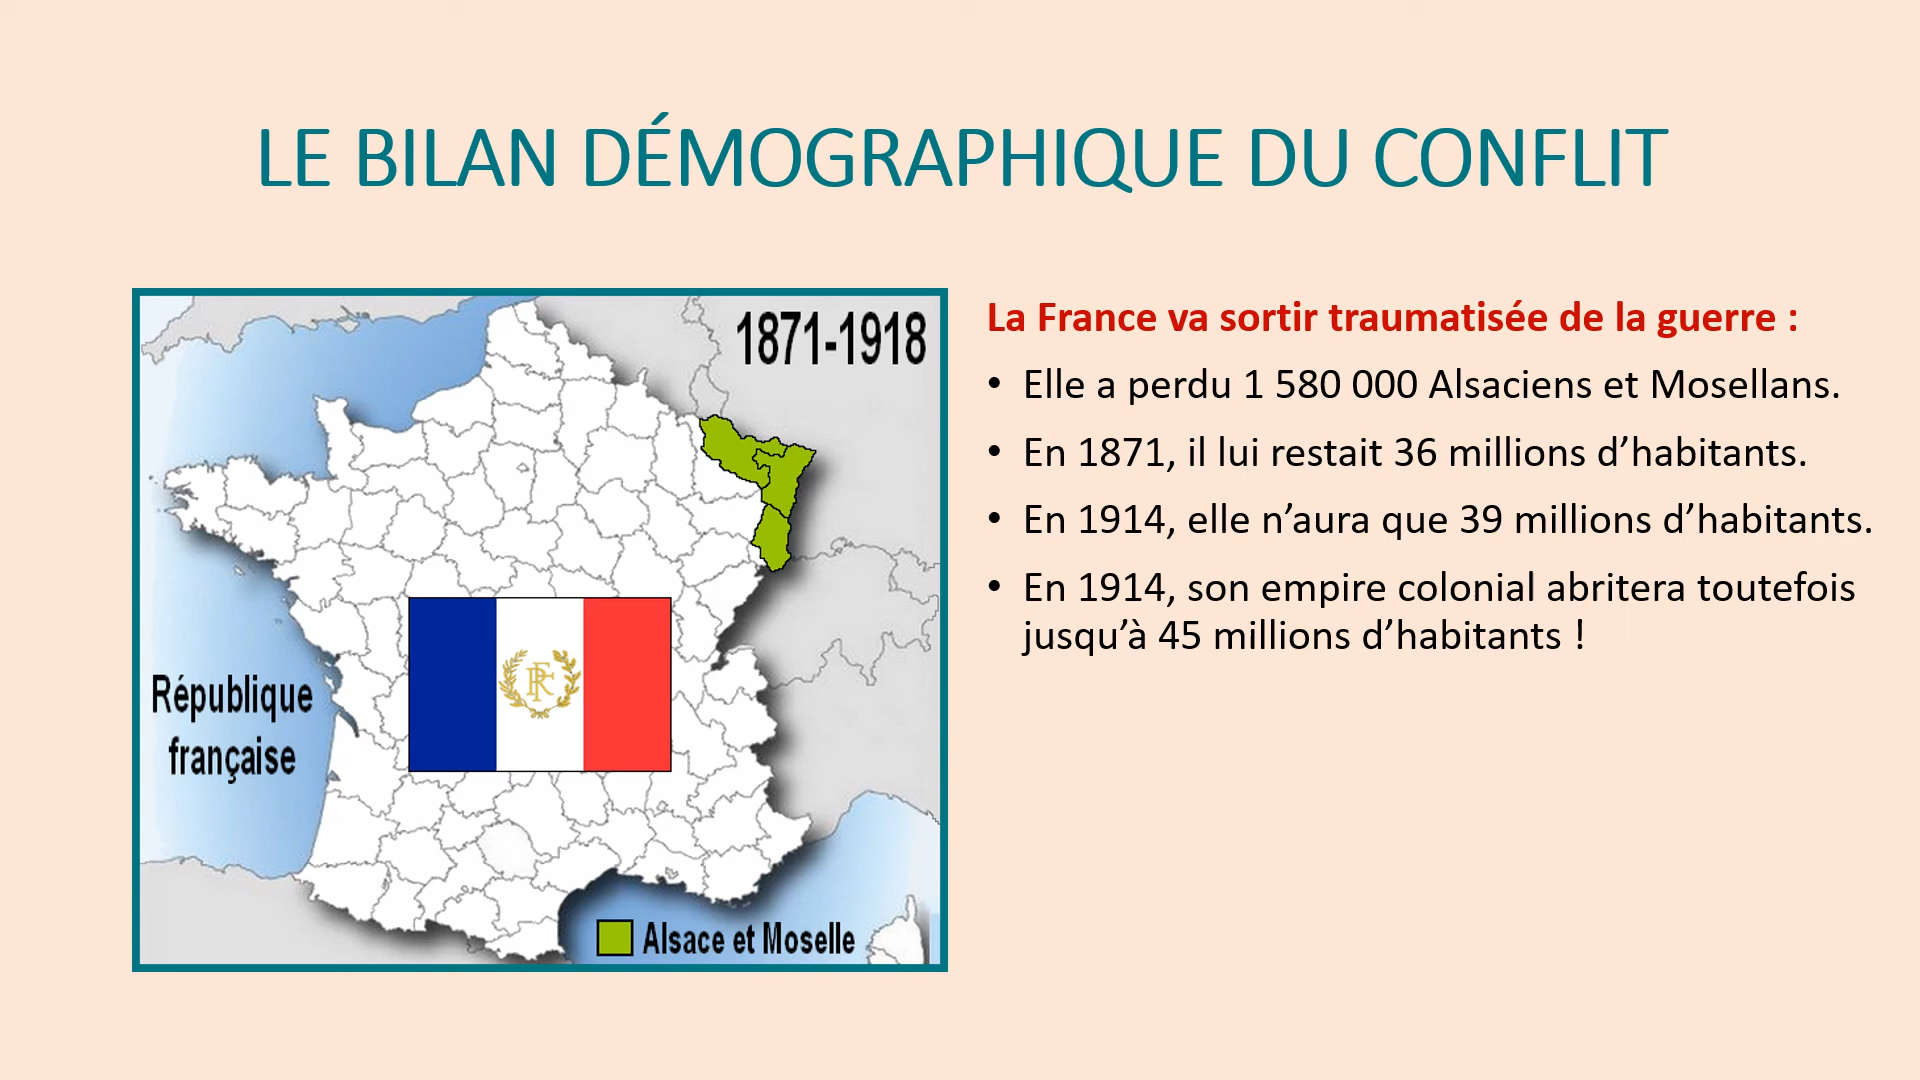 LE BILAN DÉMOGRAPHIQUE DU CONFLIT
1871-1918
République
française
RF
Alsace et Moselle
La France va sortir traumatisée de la guerre :
• Elle a perdu 1 580 000 Alsaciens et Mosellans.
• En 1871, il lui restait 36 millions d’habitants.
• En 1914, elle n’aura que 39 millions d’habitants.
• En 1914, son empire colonial abritera toutefois
jusqu’à 45 millions d’habitants !